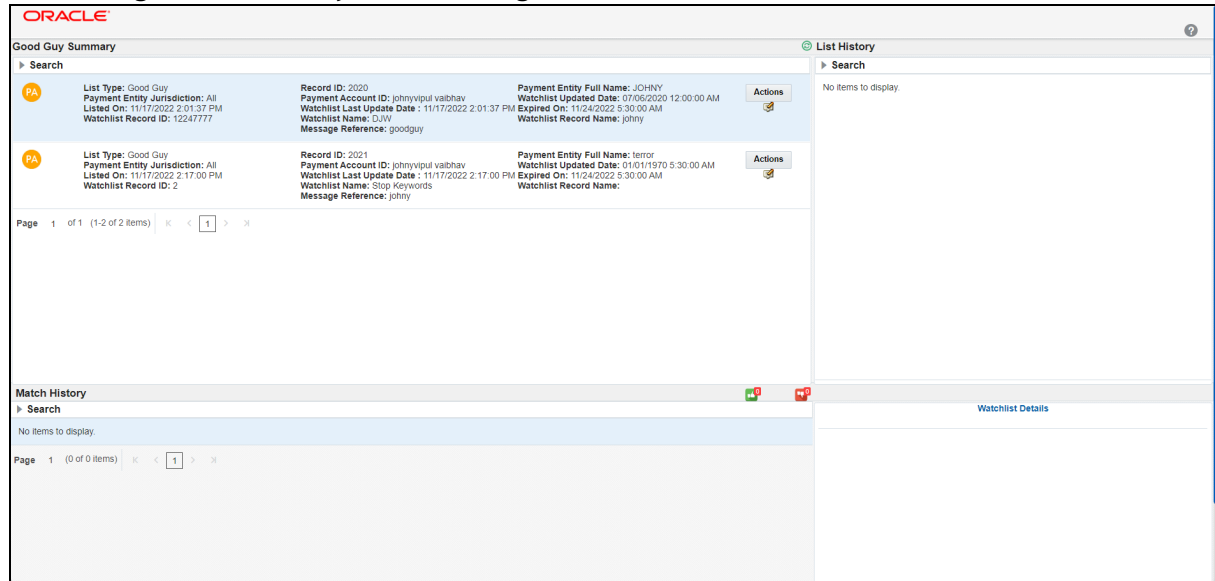 ORACLE
Good Guy Summary
Search
PA
List Type: Good Guy
Payment Entity Jurisdiction: All
Listed On: 11/17/2022 2:01:37 PM
Watchlist Record ID: 12247777
Record ID: 2020
Payment Account ID: johnyvipul vaibhav
Watchlist Last Update Date : 11/17/2022 2:01:37 PM
Watchlist Name: DJW
Message Reference: goodguy
Payment Entity Full Name: JOHNY
Watchlist Updated Date: 07/06/2020 12:00:00 AM
Expired On: 11/24/2022 5:30:00 AM
Watchlist Record Name: johny
Actions
PA
List Type: Good Guy
Payment Entity Jurisdiction: All
Listed On: 11/17/2022 2:17:00 PM
Watchlist Record ID: 2
Record ID: 2021
Payment Account ID: johnyvipul vaibhav
Watchlist Last Update Date : 11/17/2022 2:17:00 PM
Watchlist Name: Stop Keywords
Message Reference: johny
Payment Entity Full Name: terror
Watchlist Updated Date: 01/01/1970 5:30:00 AM
Expired On: 11/24/2022 5:30:00 AM
Watchlist Record Name:
Actions
Page 1 of 1 (1-2 of 2 items) K < 1 > >|
List History
Search
No items to display.
Match History
0
0
Search
No items to display.
Page 1 (0 of 0 items) K < 1 > >|
Watchlist Details